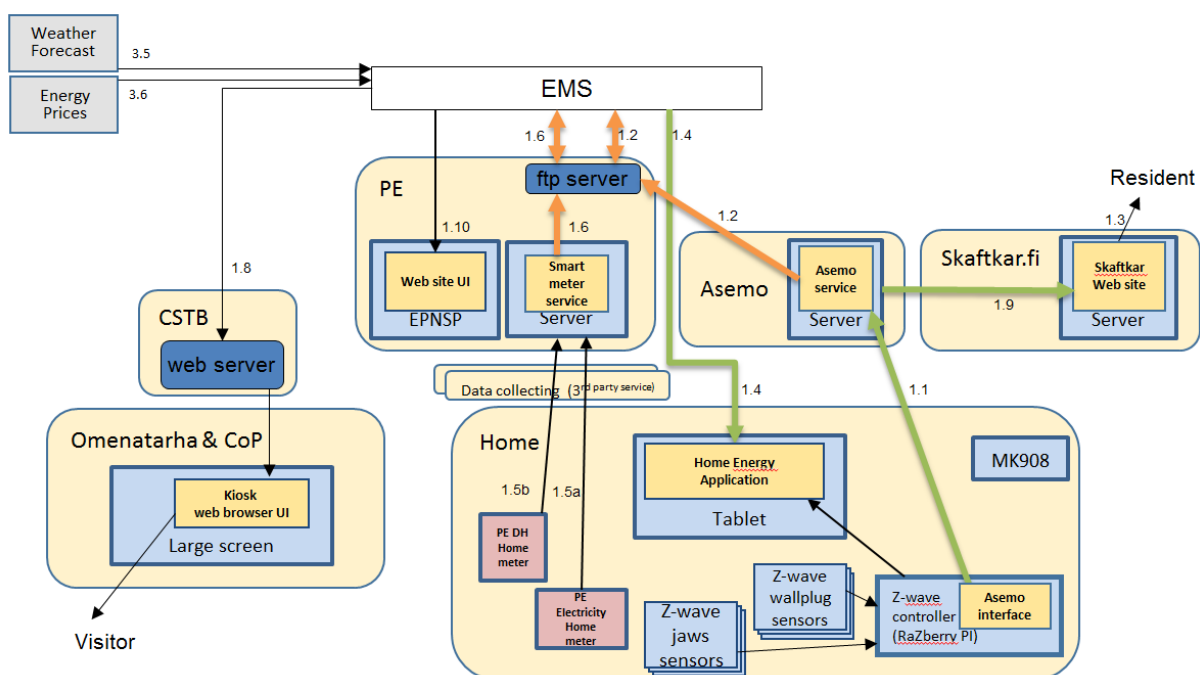 Weather
Forecast
3.5
Energy
Prices
3.6
EMS
1.6
1.2
1.4
PE
ftp server
Resident
1.10
1.6
1.2
1.3
Web site UI
EPNSP
Smart
meter
service
Server
Asemo
Asemo
service
Server
Skaftkar.fi
1.9
Skaftkar
Web site
Server
1.8
CSTB
web server
Data collecting (3rd party service)
1.4
1.1
Omenatarha & CoP
Kiosk
web browser UI
Large screen
Visitor
Home
Home Energy
Application
Tablet
MK908
1.5b
1.5a
PE DH
Home
meter
PE
Electricity
Home
meter
Z-wave
wallplug
sensors
Z-wave
jaws
sensors
Z-wave
controller
(RaZberry PI)
Asemo
interface